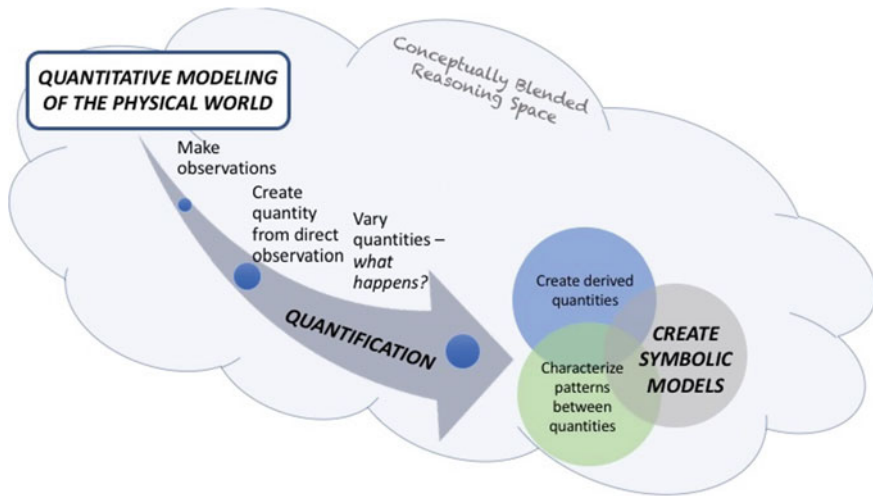 QUANTITATIVE MODELING
OF THE PHYSICAL WORLD
Conceptually Blended
Reasoning Space
Make
observations
Create
quantity
from direct
observation
Vary
quantities –
what
happens?
QUANTIFICATION
Create derived
quantities
Characterize
patterns
between
quantities
CREATE
SYMBOLIC
MODELS